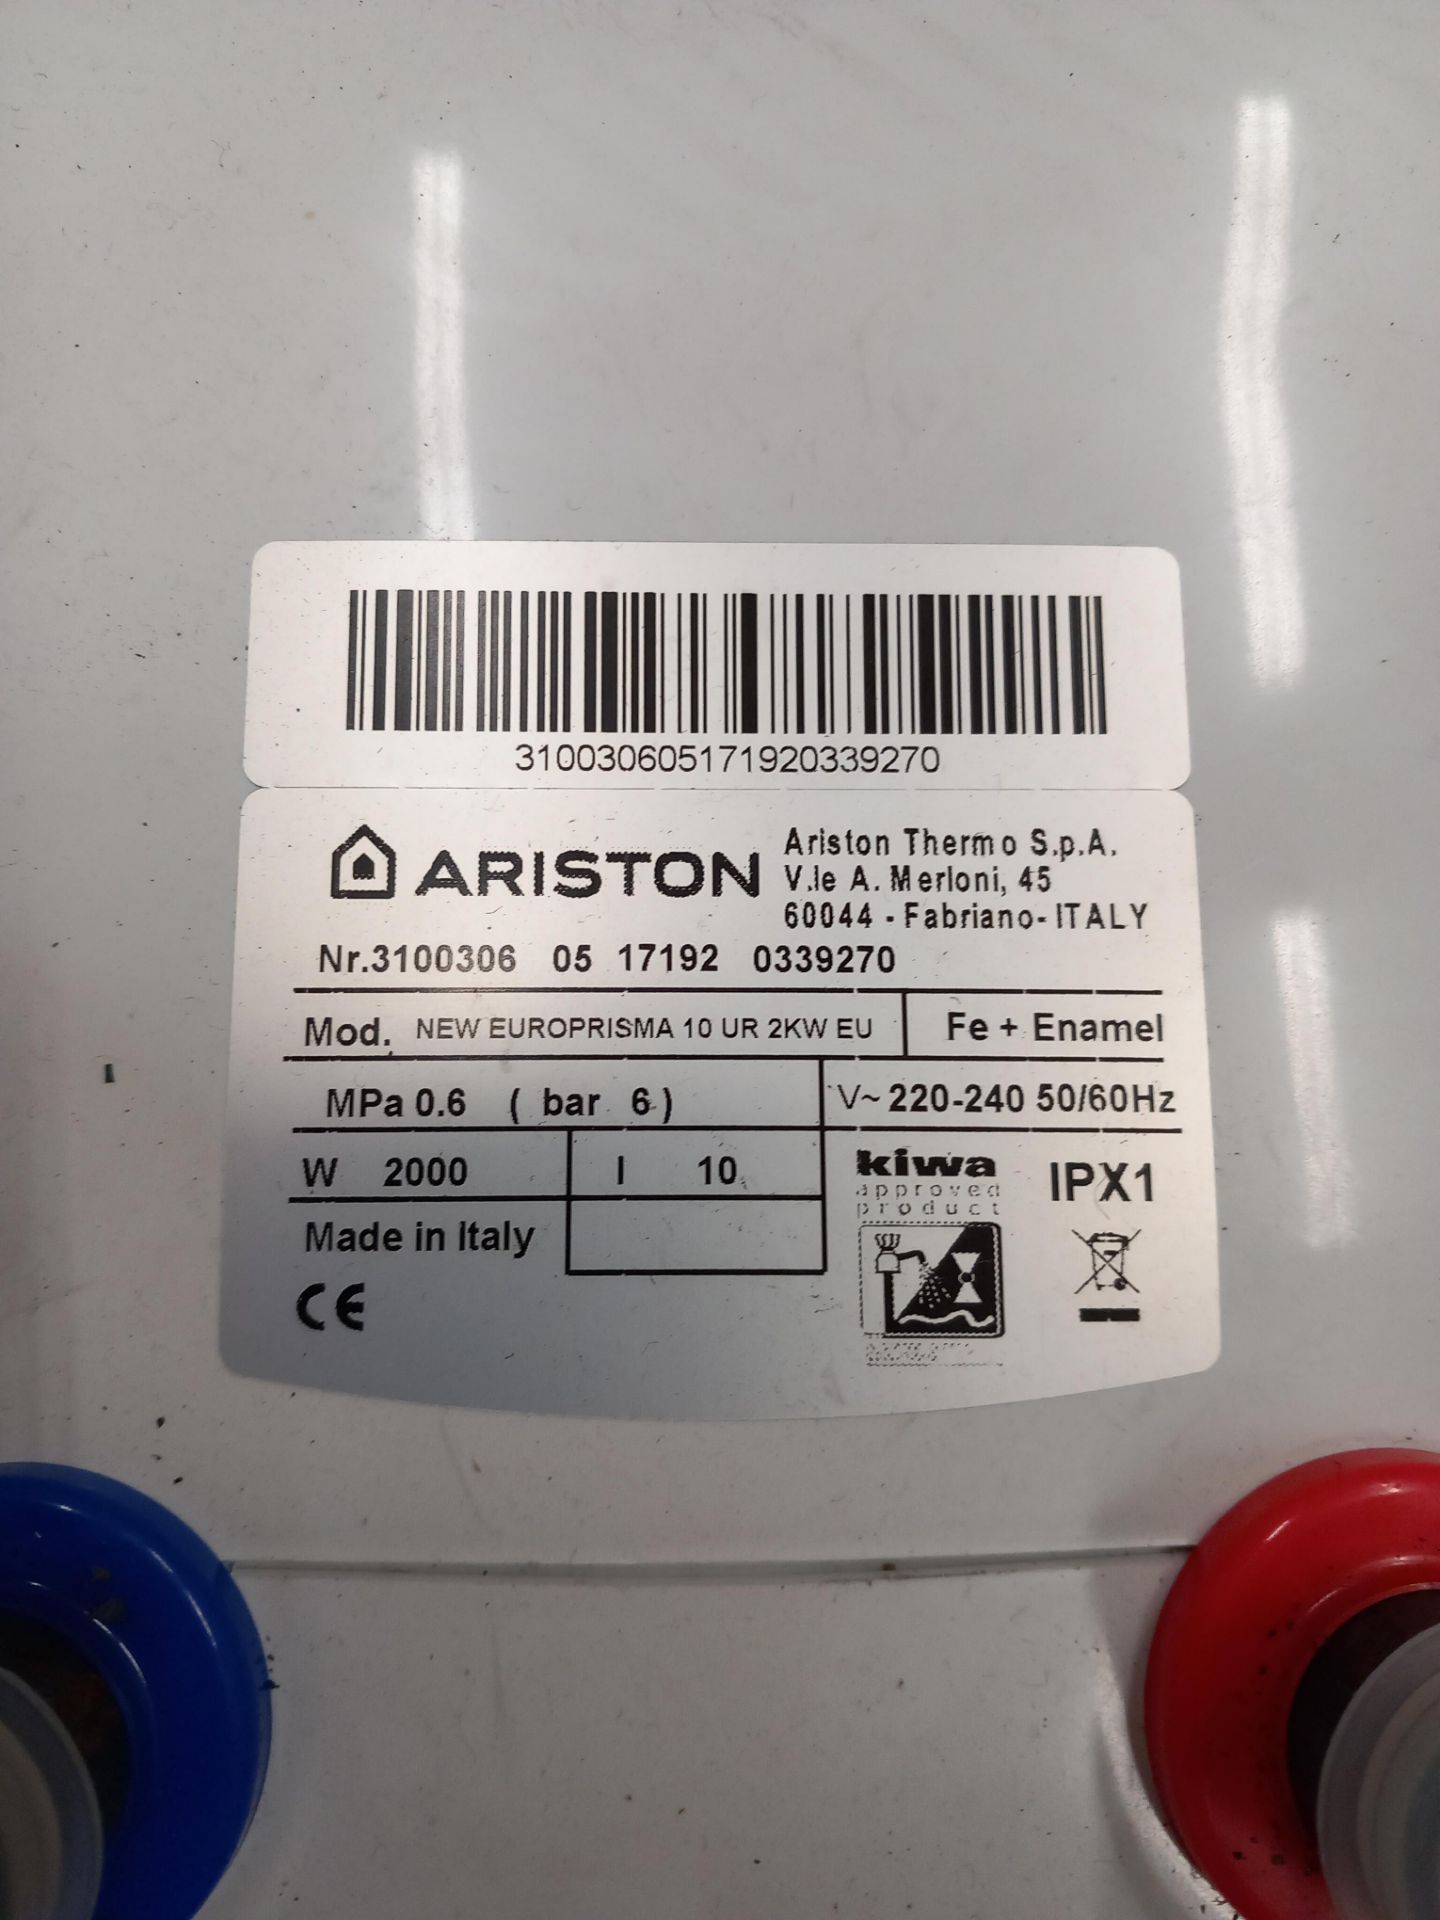 310030605171920339270
ARISTON
Ariston Thermo S.p.A.
V.le A. Merloni, 45
60044 - Fabriano- ITALY
Nr.3100306 05 17192 0339270
Mod. NEW EUROPRISMA 10 UR 2KW EU
Fe + Enamel
MPa 0.6 ( bar 6 )
V~ 220-240 50/60Hz
W 2000
l 10
kiwa
approved
product
IPX1
Made in Italy
CE